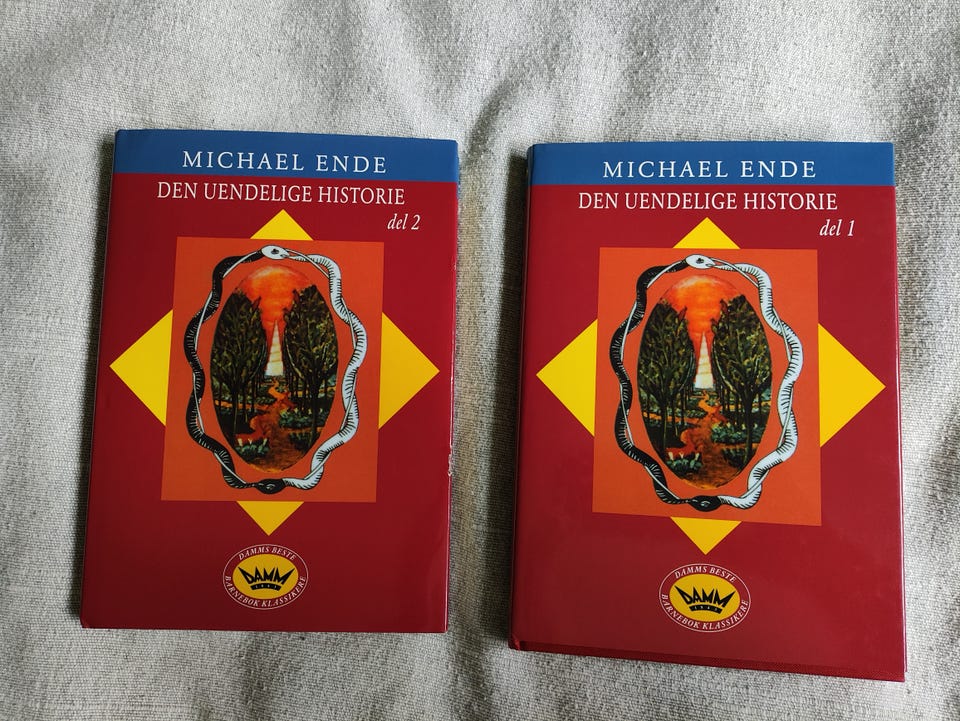 MICHAEL ENDE
DEN UENDELIGE HISTORIE
del 2
DAMMS BESTE
DAMM
BARNEBOK KLASSIKERE
MICHAEL ENDE
DEN UENDELIGE HISTORIE
del 1
DAMMS BESTE
DAMM
BARNEBOK KLASSIKERE